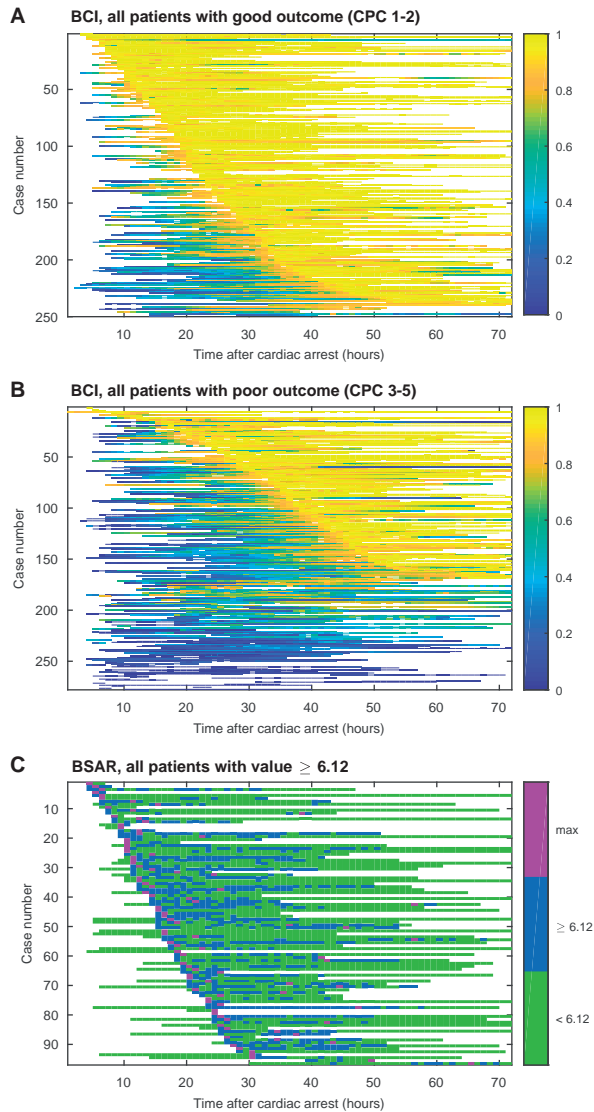 A BCI, all patients with good outcome (CPC 1-2)
Case number
50
100
150
200
250
10 20 30 40 50 60 70
Time after cardiac arrest (hours)
1
0.8
0.6
0.4
0.2
0
B BCI, all patients with poor outcome (CPC 3-5)
Case number
50
100
150
200
250
10 20 30 40 50 60 70
Time after cardiac arrest (hours)
1
0.8
0.6
0.4
0.2
0
C BSAR, all patients with value ≥ 6.12
Case number
10
20
30
40
50
60
70
80
90
10 20 30 40 50 60 70
Time after cardiac arrest (hours)
max
≥ 6.12
< 6.12